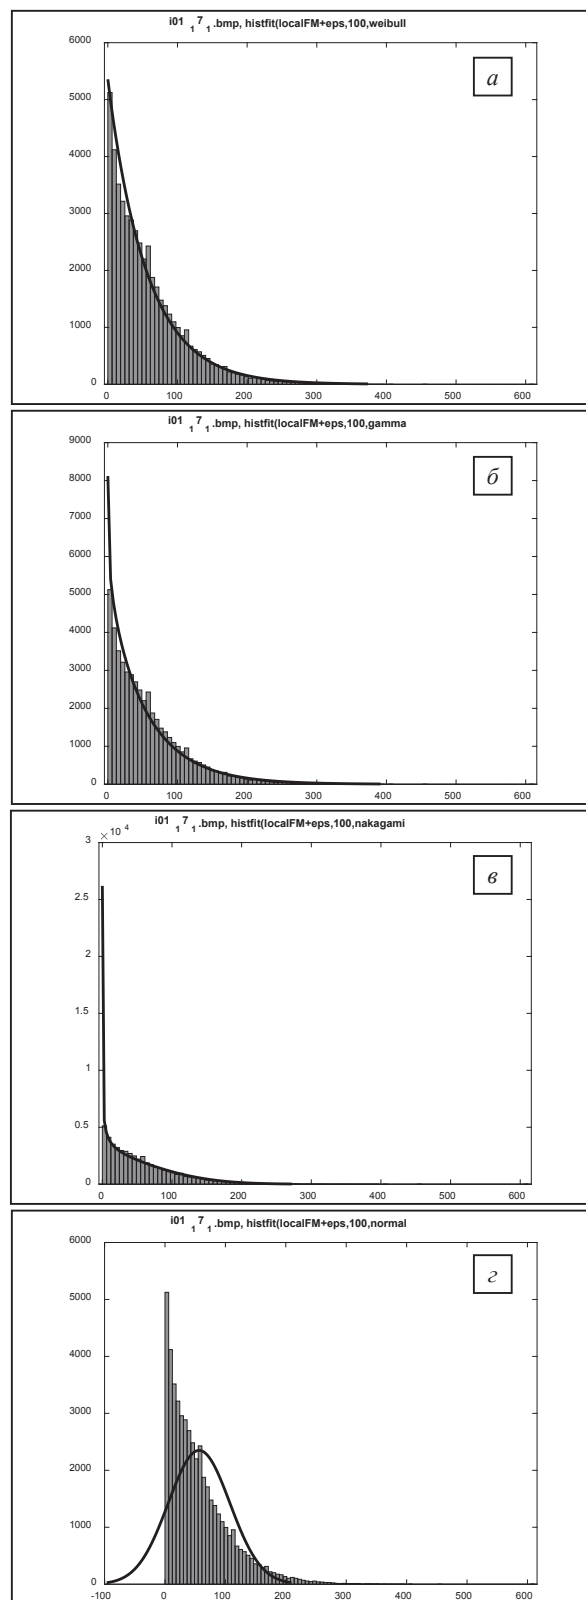 i01 1 7 1.bmp, histfit(localFM+eps,100,weibull
а
6000
5000
4000
3000
2000
1000
0
0 100 200 300 400 500 600
i01 1 7 1.bmp, histfit(localFM+eps,100,gamma
б
9000
8000
7000
6000
5000
4000
3000
2000
1000
0
0 100 200 300 400 500 600
i01 1 7 1.bmp, histfit(localFM+eps,100,nakagami
× 10 4
в
3
2.5
2
1.5
1
0.5
0
0 100 200 300 400 500 600
i01 1 7 1.bmp, histfit(localFM+eps,100,normal
г
6000
5000
4000
3000
2000
1000
0
-100 0 100 200 300 400 500 600